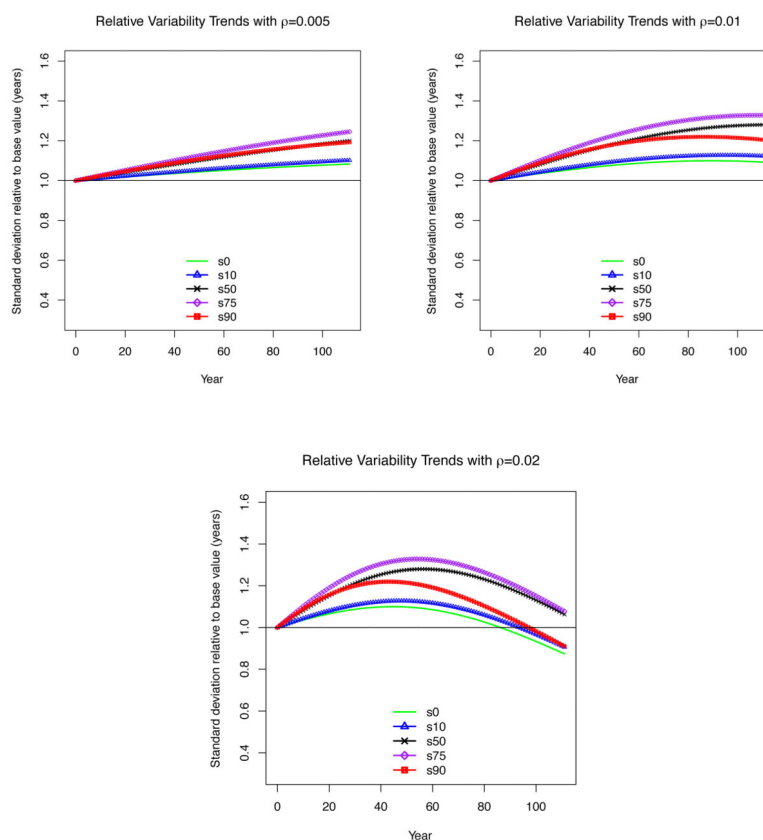 Relative Variability Trends with ρ=0.005
Standard deviation relative to base value (years)
1.6
1.4
1.2
1.0
0.8
0.6
0.4
s0
s10
s50
s75
s90
0 20 40 60 80 100
Year
Relative Variability Trends with ρ=0.01
Standard deviation relative to base value (years)
1.6
1.4
1.2
1.0
0.8
0.6
0.4
s0
s10
s50
s75
s90
0 20 40 60 80 100
Year
Relative Variability Trends with ρ=0.02
Standard deviation relative to base value (years)
1.6
1.4
1.2
1.0
0.8
0.6
0.4
s0
s10
s50
s75
s90
0 20 40 60 80 100
Year